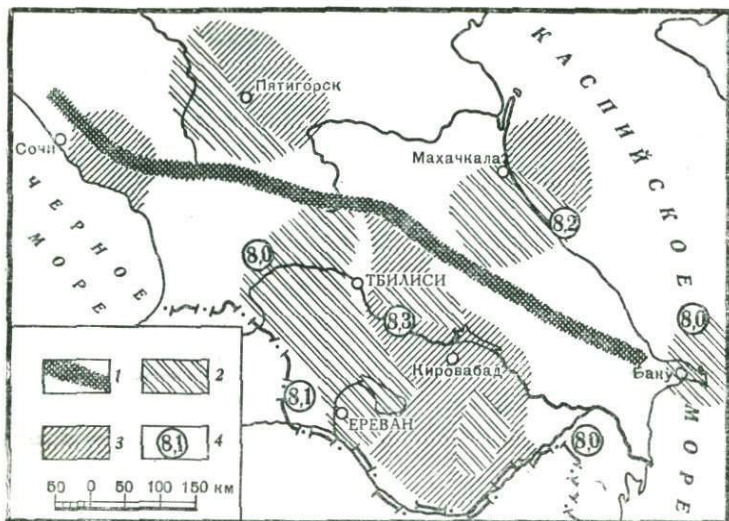 КАСПИЙСКОЕ
МОРЕ
Пятигорск
Сочи
Махачкала
ЧЕРНОЕ
МОРЕ
8,2
8,0
ТБИЛИСИ
8,3
8,0
Кировабад
Баку
8,1
ЕРЕВАН
8,0
1
2
3
8,1
4
50 0 50 100 150 км